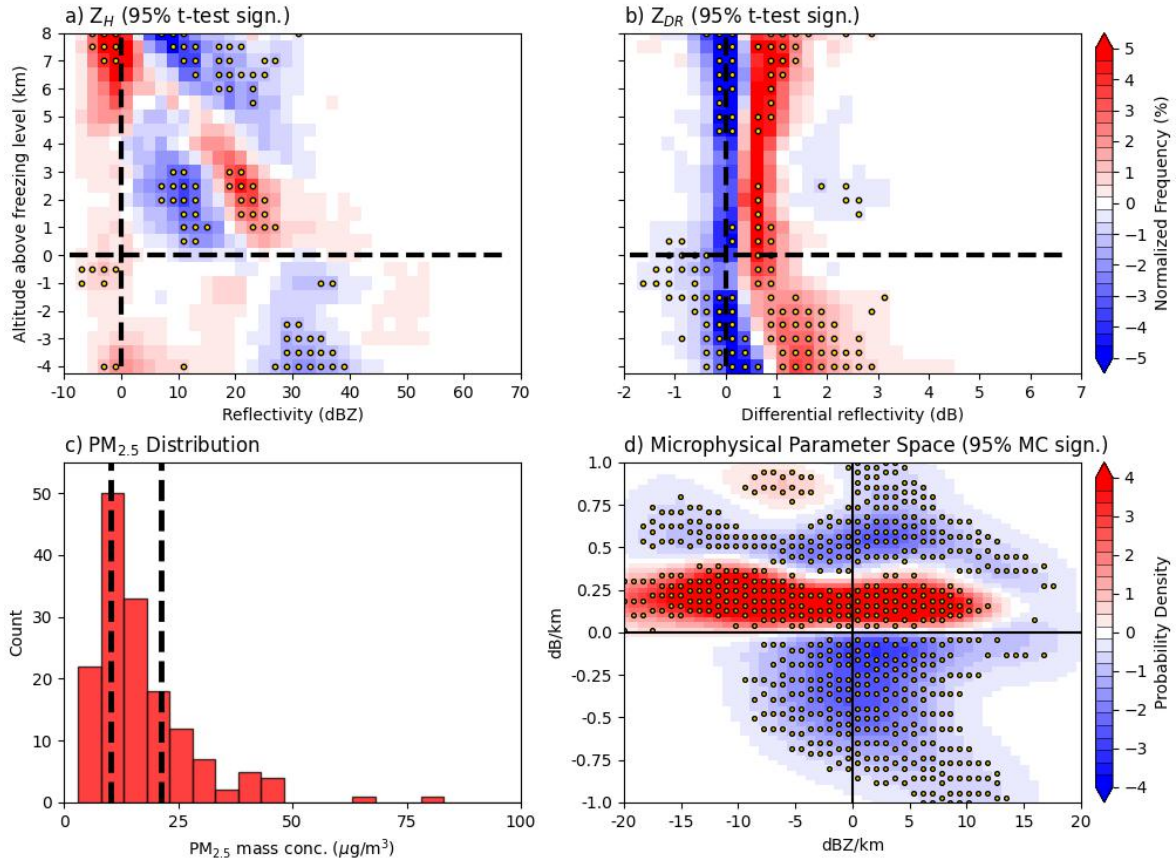 a) Z_H (95% t-test sign.)
b) Z_DR (95% t-test sign.)
8
7
6
5
4
3
2
1
0
-1
-2
-3
-4
Altitude above freezing level (km)
-10 0 10 20 30 40 50 60 70
Reflectivity (dBZ)
-2 -1 0 1 2 3 4 5 6 7
Differential reflectivity (dB)
5
4
3
2
1
0
−1
−2
−3
−4
−5
Normalized Frequency (%)
c) PM_2.5 Distribution
d) Microphysical Parameter Space (95% MC sign.)
50
40
30
20
10
0
Count
0 25 50 75 100
PM_2.5 mass conc. (μg/m³)
1.0
0.75
0.5
0.25
0.0
-0.25
-0.5
-0.75
-1.0
dB/km
-20 -15 -10 -5 0 5 10 15 20
dBZ/km
4
3
2
1
0
−1
−2
−3
−4
Probability Density